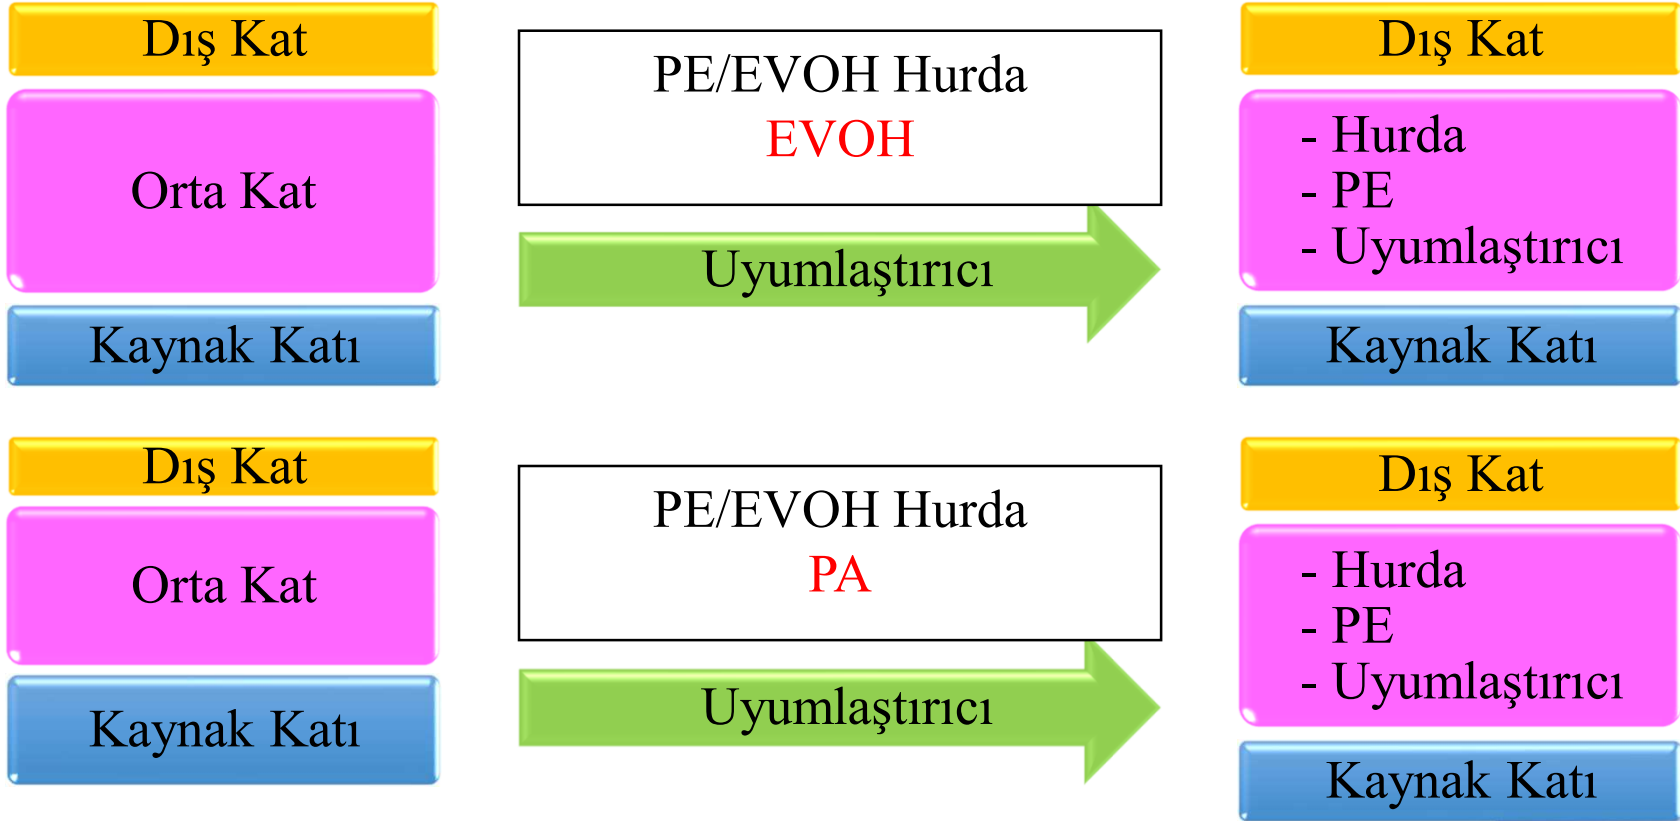 Dış Kat
Orta Kat
Kaynak Katı
PE/EVOH Hurda
EVOH
Uyumlaştırıcı
Dış Kat
- Hurda
- PE
- Uyumlaştırıcı
Kaynak Katı
Dış Kat
Orta Kat
Kaynak Katı
PE/EVOH Hurda
PA
Uyumlaştırıcı
Dış Kat
- Hurda
- PE
- Uyumlaştırıcı
Kaynak Katı